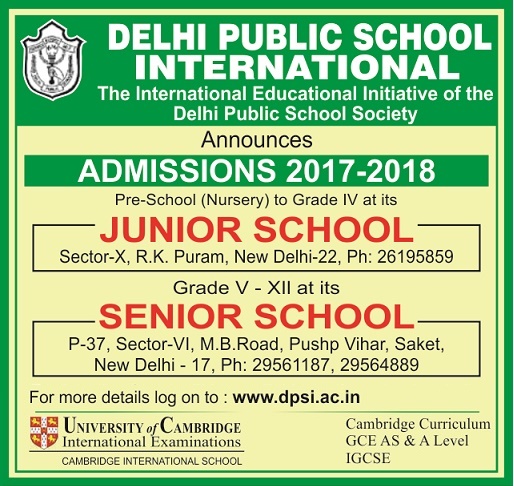 DELHI PUBLIC SCHOOL
INTERNATIONAL
The International Educational Initiative of the
Delhi Public School Society
Announces
ADMISSIONS 2017-2018
Pre-School (Nursery) to Grade IV at its
JUNIOR SCHOOL
Sector-X, R.K. Puram, New Delhi-22, Ph: 26195859
Grade V - XII at its
SENIOR SCHOOL
P-37, Sector-VI, M.B.Road, Pushp Vihar, Saket,
New Delhi - 17, Ph: 29561187, 29564889
For more details log on to : www.dpsi.ac.in
UNIVERSITY of CAMBRIDGE
International Examinations
CAMBRIDGE INTERNATIONAL SCHOOL
Cambridge Curriculum
GCE AS & A Level
IGCSE